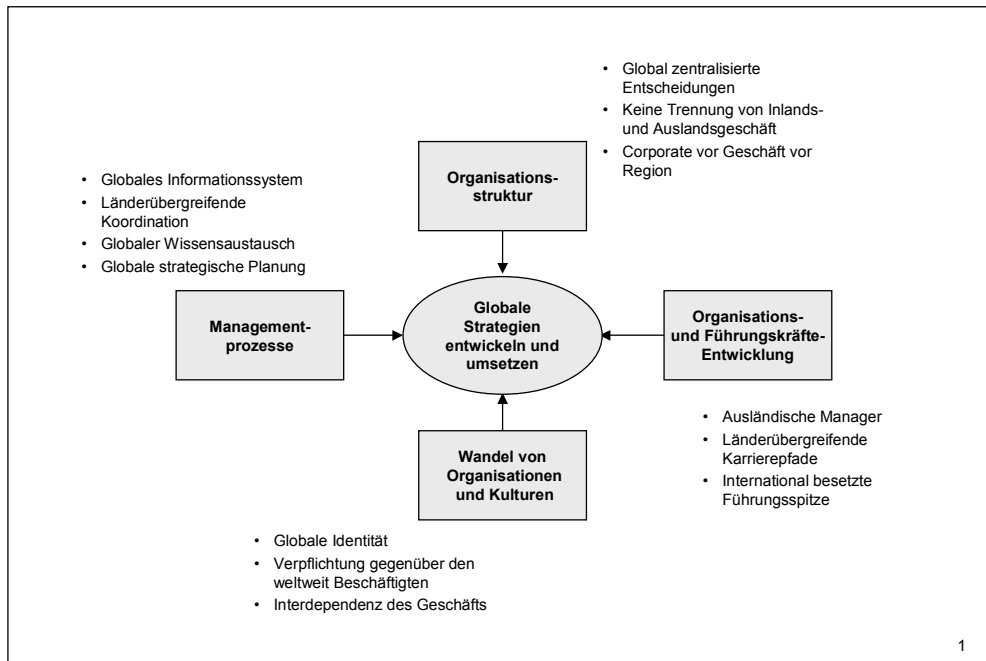 • Global zentralisierte
Entscheidungen
• Keine Trennung von Inlands-
und Auslandsgeschäft
• Corporate vor Geschäft vor
Region
Organisations-
struktur
• Globales Informationssystem
• Länderübergreifende
Koordination
• Globaler Wissensaustausch
• Globale strategische Planung
Management-
prozesse
Globale
Strategien
entwickeln und
umsetzen
Organisations-
und Führungskräfte-
Entwicklung
• Ausländische Manager
• Länderübergreifende
Karrierepfade
• International besetzte
Führungsspitze
Wandel von
Organisationen
und Kulturen
• Globale Identität
• Verpflichtung gegenüber den
weltweit Beschäftigten
• Interdependenz des Geschäfts
1